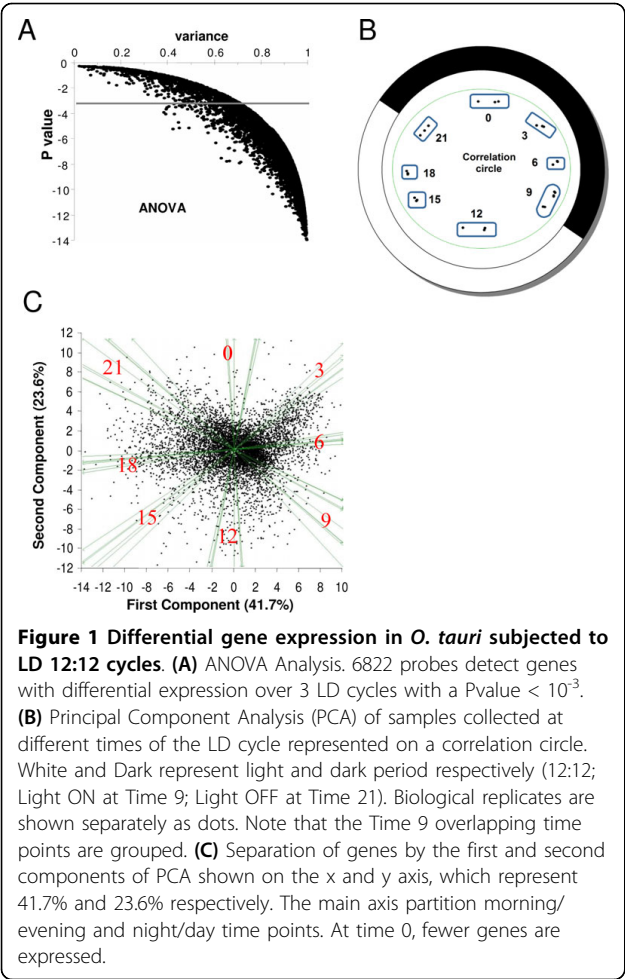 A
variance
0 0.2 0.4 0.6 0.8 1
0
-2
-4
-6
-8
-10
-12
-14
P value
ANOVA
B
0
3
6
9
12
15
18
21
Correlation
circle
C
12
10
8
6
4
2
0
-2
-4
-6
-8
-10
-12
Second Component (23.6%)
0
3
6
9
12
15
18
21
-14 -12 -10 -8 -6 -4 -2 0 2 4 6 8 10
First Component (41.7%)
Figure 1 Differential gene expression in O. tauri subjected to
LD 12:12 cycles. (A) ANOVA Analysis. 6822 probes detect genes
with differential expression over 3 LD cycles with a Pvalue < 10-3.
(B) Principal Component Analysis (PCA) of samples collected at
different times of the LD cycle represented on a correlation circle.
White and Dark represent light and dark period respectively (12:12;
Light ON at Time 9; Light OFF at Time 21). Biological replicates are
shown separately as dots. Note that the Time 9 overlapping time
points are grouped. (C) Separation of genes by the first and second
components of PCA shown on the x and y axis, which represent
41.7% and 23.6% respectively. The main axis partition morning/
evening and night/day time points. At time 0, fewer genes are
expressed.